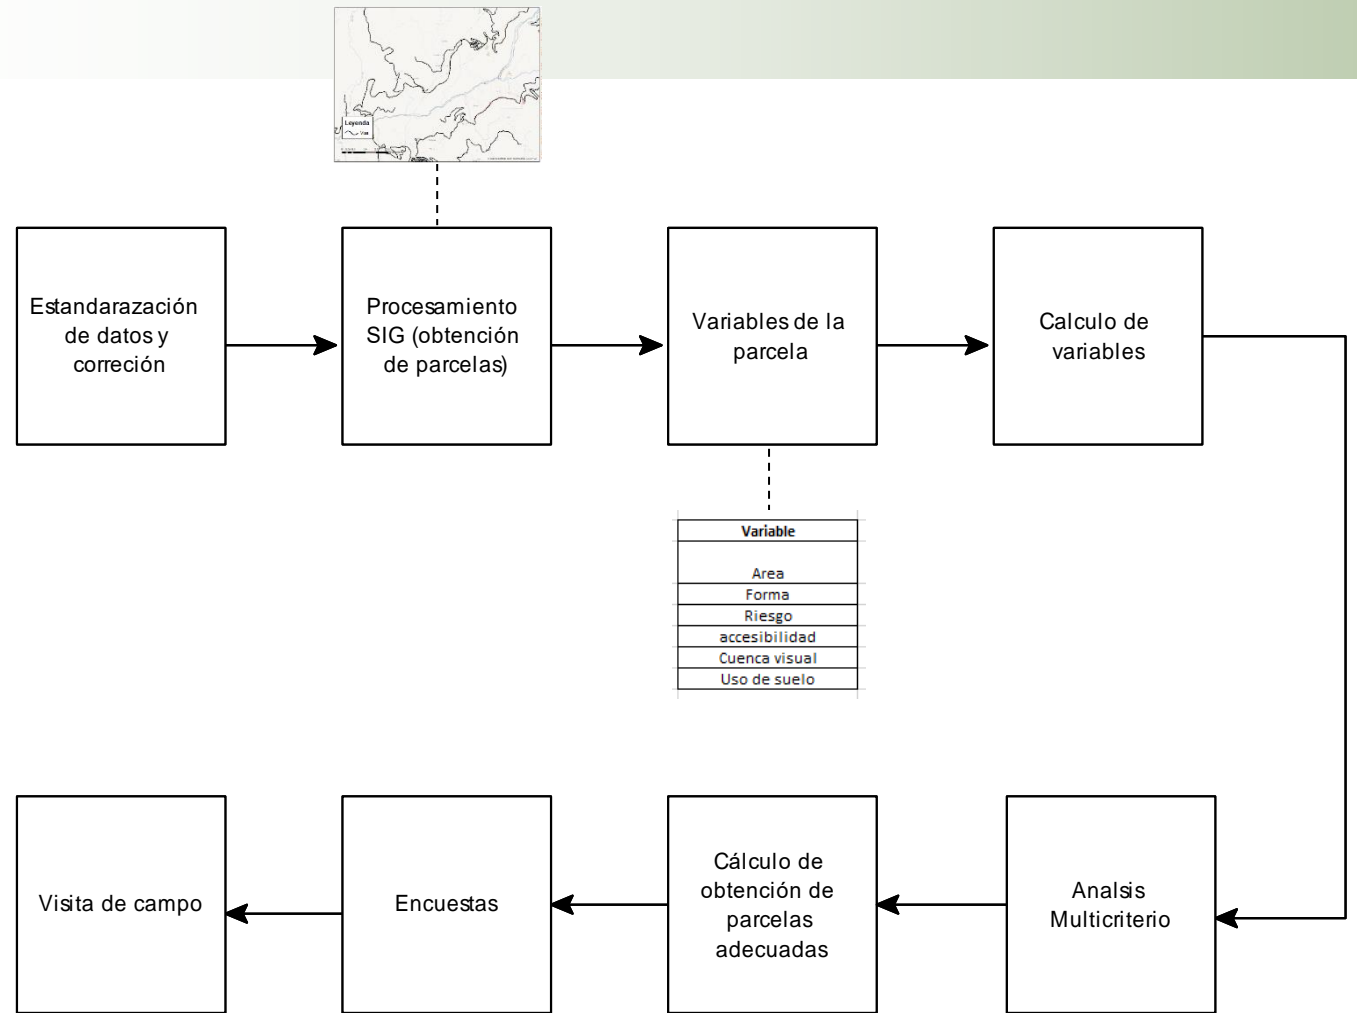 Leyenda
Vias
Estandarazación
de datos y
correción
Procesamiento
SIG (obtención
de parcelas)
Variables de la
parcela
Calculo de
variables
Variable
Area
Forma
Riesgo
accesibilidad
Cuenca visual
Uso de suelo
Visita de campo
Encuestas
Cálculo de
obtención de
parcelas
adecuadas
Analsis
Multicriterio